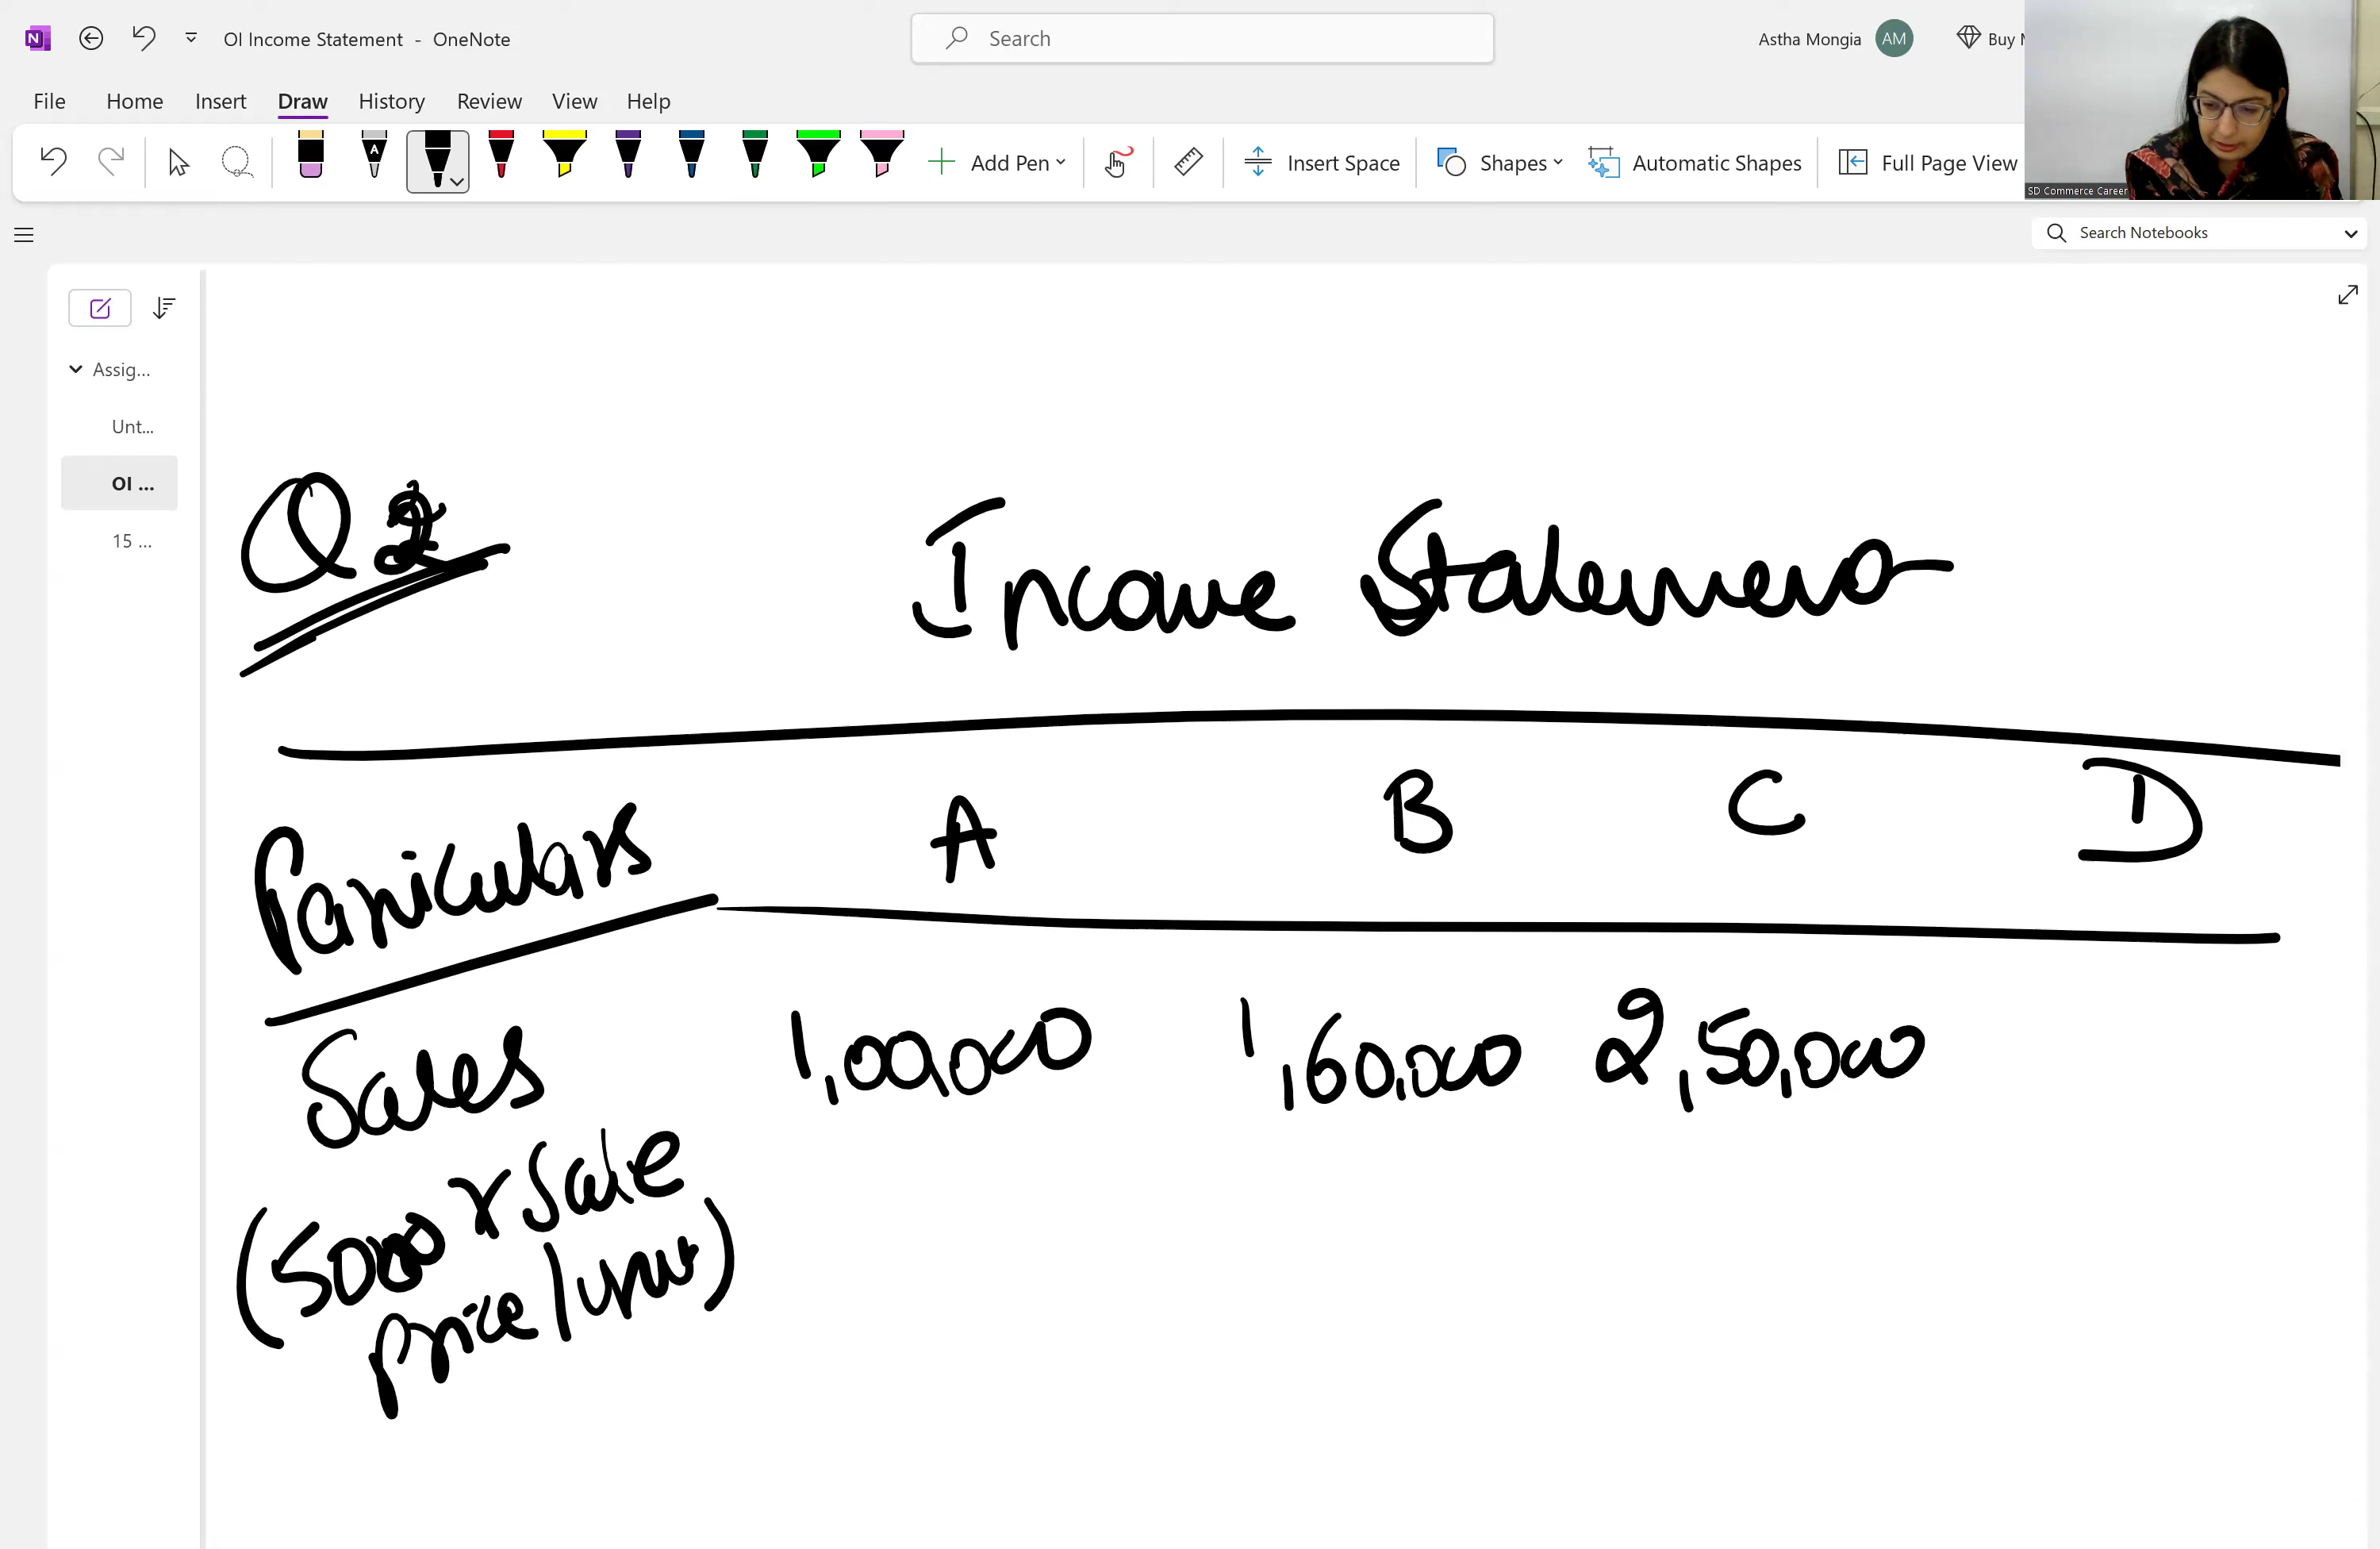 OI Income Statement - OneNote
Search
Astha Mongia AM Buy
File Home Insert Draw History Review View Help
A Add Pen Insert Space Shapes Automatic Shapes Full Page View
SD Commerce Career
Search Notebooks
Assig...
Unt...
OI ...
15 ...
Q2 Income Statement
Particulars A B C D
Sales 1,00,000 1,60,000 2,50,000
(5000 x Sale
price/unit)